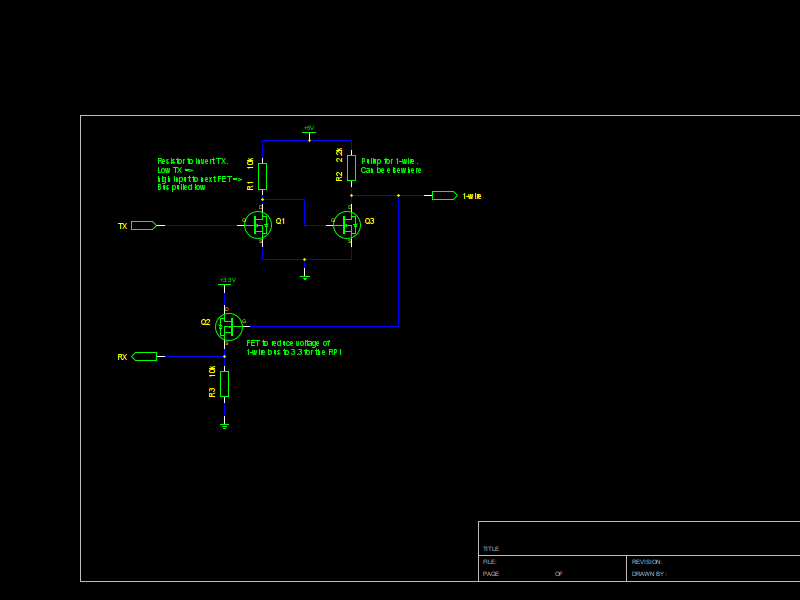 +5V
Resistor to invert TX.
Low TX =>
high input to next FET =>
Bus pulled low
10k
R1
2.2k
R2
Pullup for 1-wire.
Can be elsewhere
1-wire
D
G
S
Q1
D
G
S
Q3
TX
+3.3V
Q2
D
G
S
FET to reduce voltage of
1-wire bus to 3.3 for the RPI
RX
10k
R3
TITLE
FILE:
REVISION:
PAGE
OF
DRAWN BY: